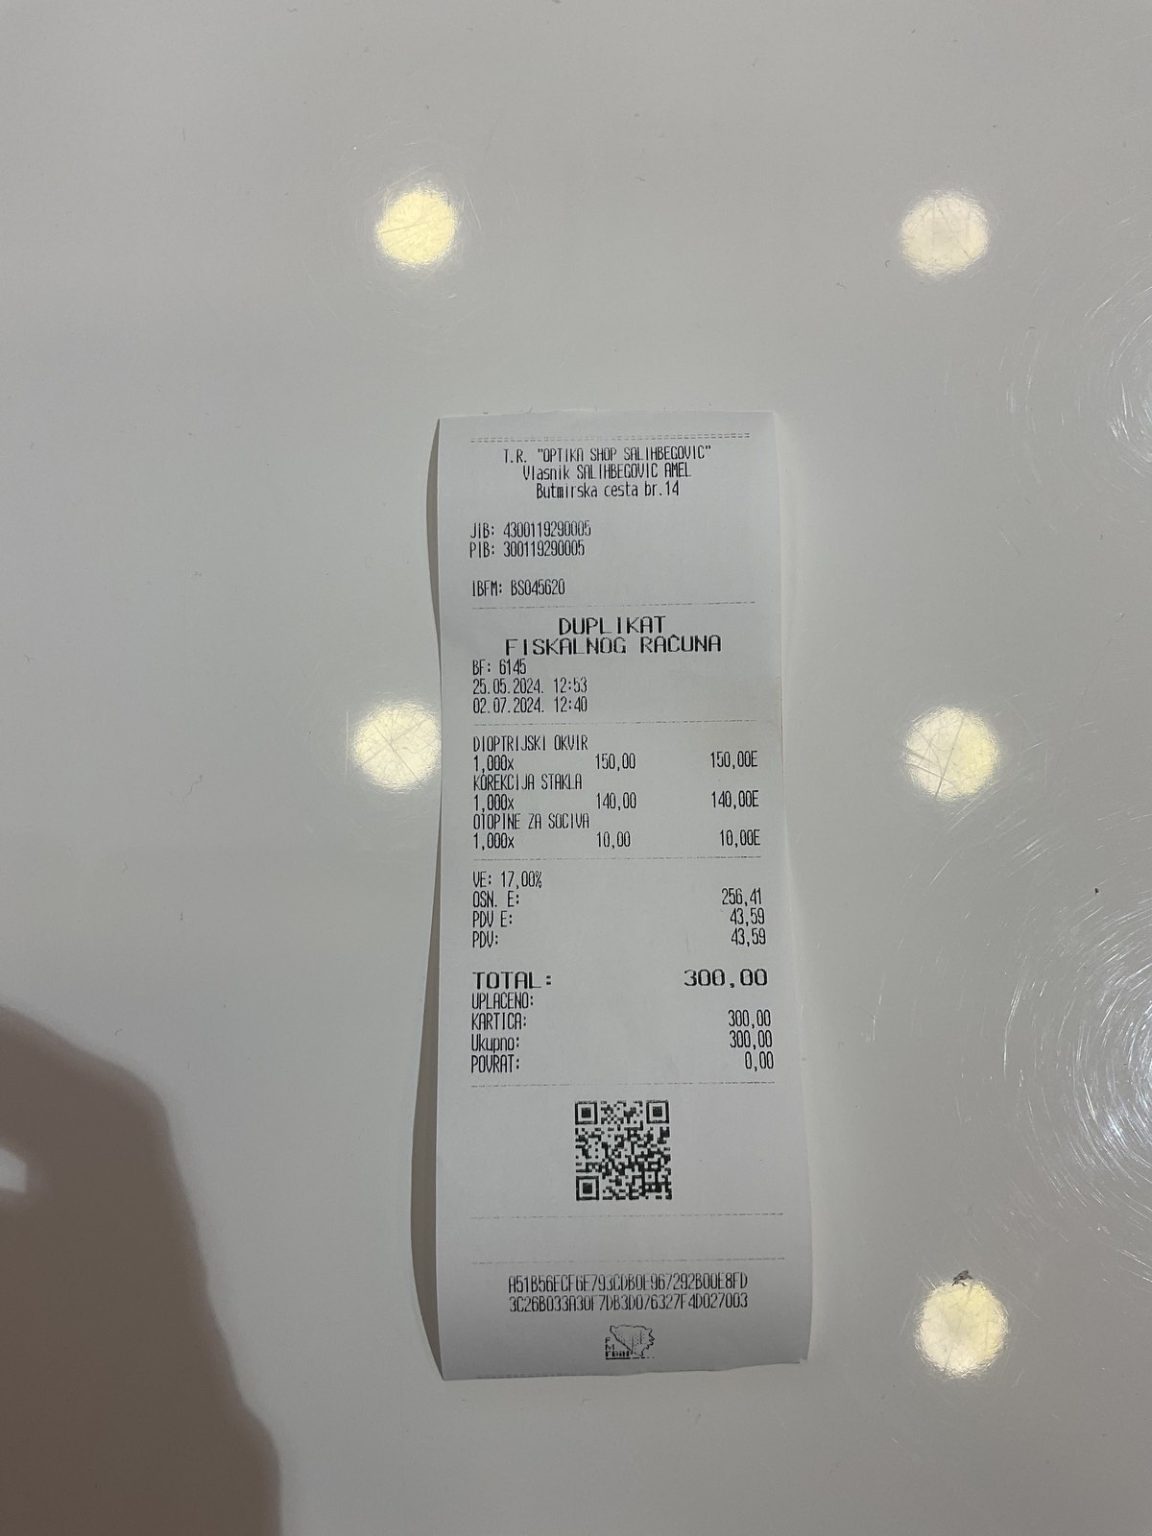 T.R. "OPTIKA SHOP SALIHBEGOVIC"
Vlasnik SALIHBEGOVIC AMEL
Butmirska cesta br.14
JIB: 4300119290005
PIB: 300119290005
IBFM: BS045620
DUPLIKAT
FISKALNOG RAČUNA
BF: 6145
25.05.2024. 12:53
02.07.2024. 12:40
DIOPTRIJSKI OKVIR
1,000x 150,00 150,00E
KOREKCIJA STAKLA
1,000x 140,00 140,00E
OTOPINE ZA SOCIVA
1,000x 10,00 10,00E
VE: 17,00%
OSN. E: 256,41
PDV E: 43,59
PDV: 43,59
TOTAL: 300,00
UPLACENO:
KARTICA: 300,00
Ukupno: 300,00
POVRAT: 0,00